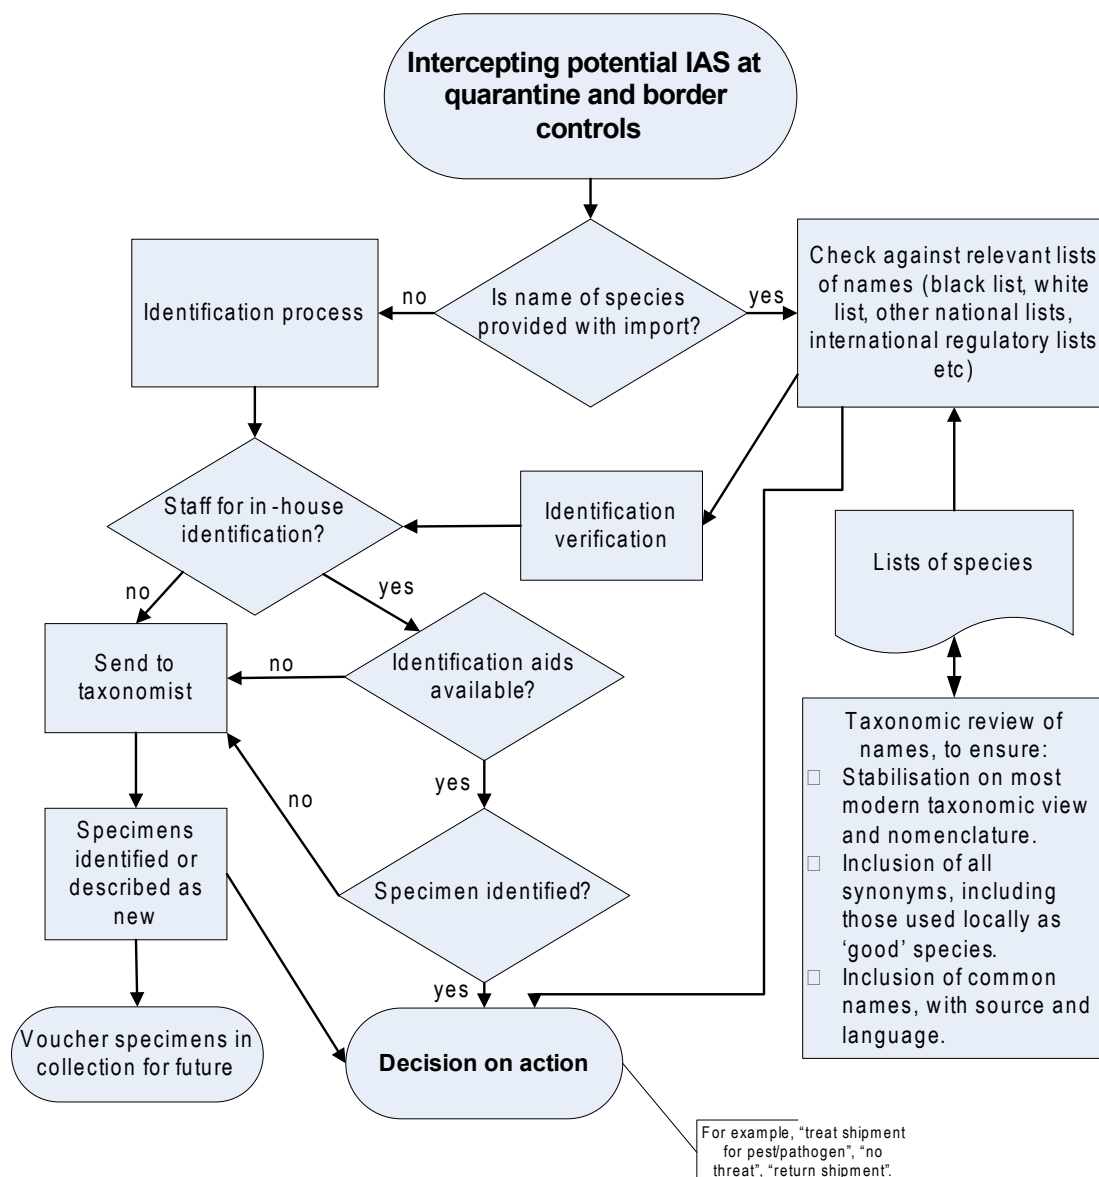 Intercepting potential IAS at
quarantine and border
controls
Is name of species
provided with import?
no
yes
Identification process
Check against relevant lists
of names (black list, white
list, other national lists,
international regulatory lists
etc)
Staff for in -house
identification?
Identification
verification
Lists of species
no
yes
Send to
taxonomist
no
Identification aids
available?
Taxonomic review of
names, to ensure:
Stabilisation on most
modern taxonomic view
and nomenclature.
Inclusion of all
synonyms, including
those used locally as
‘good’ species.
Inclusion of common
names, with source and
language.
yes
no
Specimens
identified or
described as
new
Specimen identified?
yes
Voucher specimens in
collection for future
Decision on action
For example, “treat shipment
for pest/pathogen”, “no
threat”, “return shipment”.